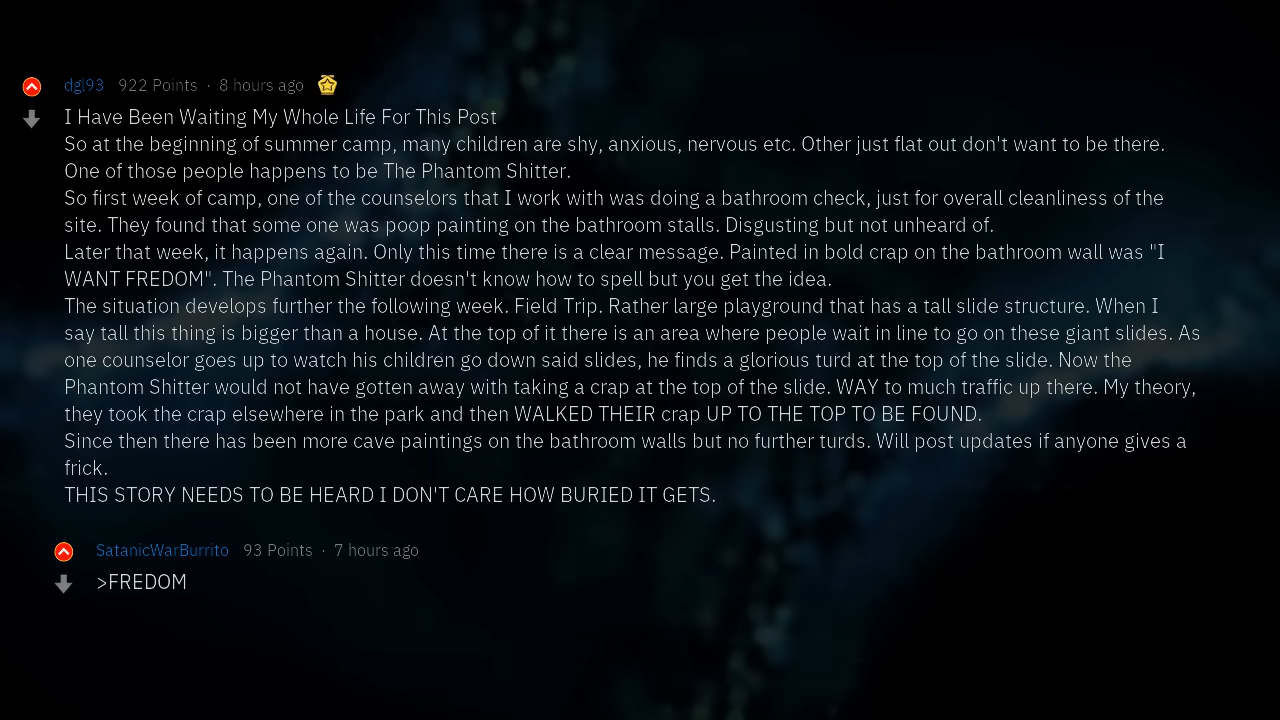 dgl93 922 Points · 8 hours ago
I Have Been Waiting My Whole Life For This Post
So at the beginning of summer camp, many children are shy, anxious, nervous etc. Other just flat out don't want to be there.
One of those people happens to be The Phantom Shitter.
So first week of camp, one of the counselors that I work with was doing a bathroom check, just for overall cleanliness of the
site. They found that some one was poop painting on the bathroom stalls. Disgusting but not unheard of.
Later that week, it happens again. Only this time there is a clear message. Painted in bold crap on the bathroom wall was "I
WANT FREDOM". The Phantom Shitter doesn't know how to spell but you get the idea.
The situation develops further the following week. Field Trip. Rather large playground that has a tall slide structure. When I
say tall this thing is bigger than a house. At the top of it there is an area where people wait in line to go on these giant slides. As
one counselor goes up to watch his children go down said slides, he finds a glorious turd at the top of the slide. Now the
Phantom Shitter would not have gotten away with taking a crap at the top of the slide. WAY to much traffic up there. My theory,
they took the crap elsewhere in the park and then WALKED THEIR crap UP TO THE TOP TO BE FOUND.
Since then there has been more cave paintings on the bathroom walls but no further turds. Will post updates if anyone gives a
frick.
THIS STORY NEEDS TO BE HEARD I DON'T CARE HOW BURIED IT GETS.
SatanicWarBurrito 93 Points · 7 hours ago
>FREDOM